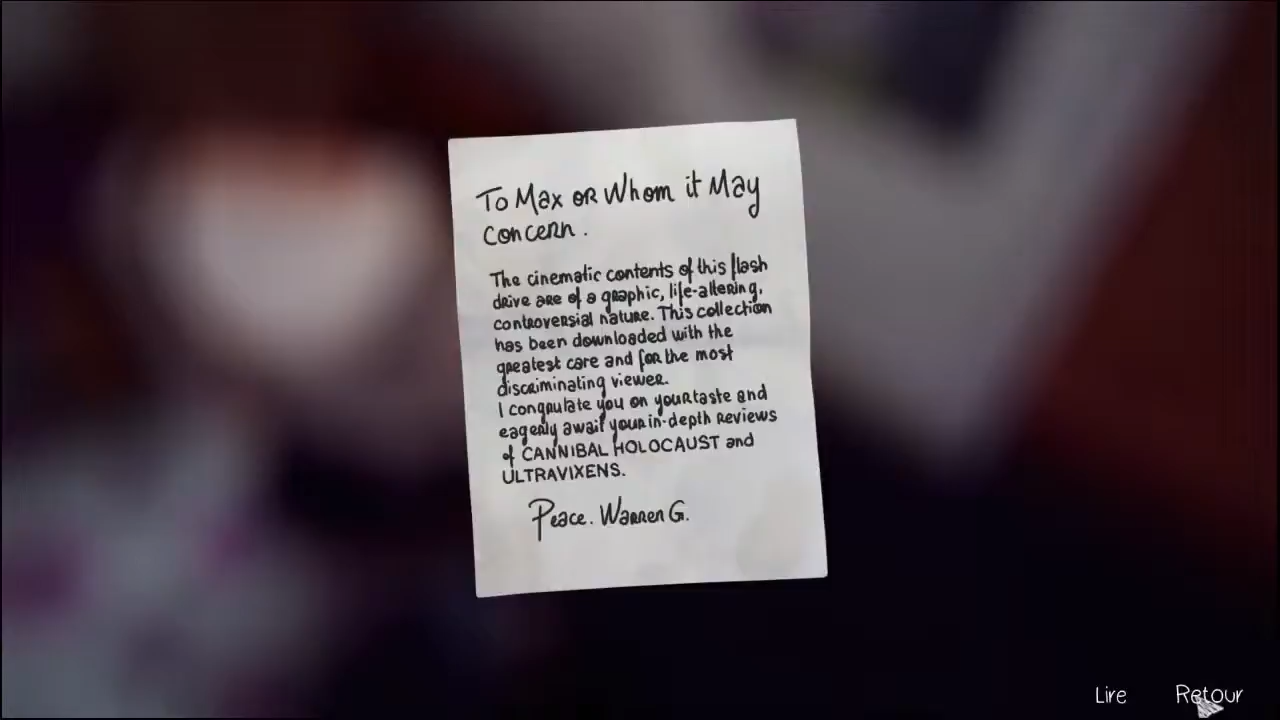 To Max or Whom it May
Concern.
The cinematic contents of this flash
drive are of a graphic, life-altering,
controversial nature. This collection
has been downloaded with the
greatest care and for the most
discriminating viewer.
I congrulate you on your taste and
eagerly await your in-depth reviews
of CANNIBAL HOLOCAUST and
ULTRAVIXENS.
Peace. Warren G.
Lire Retour